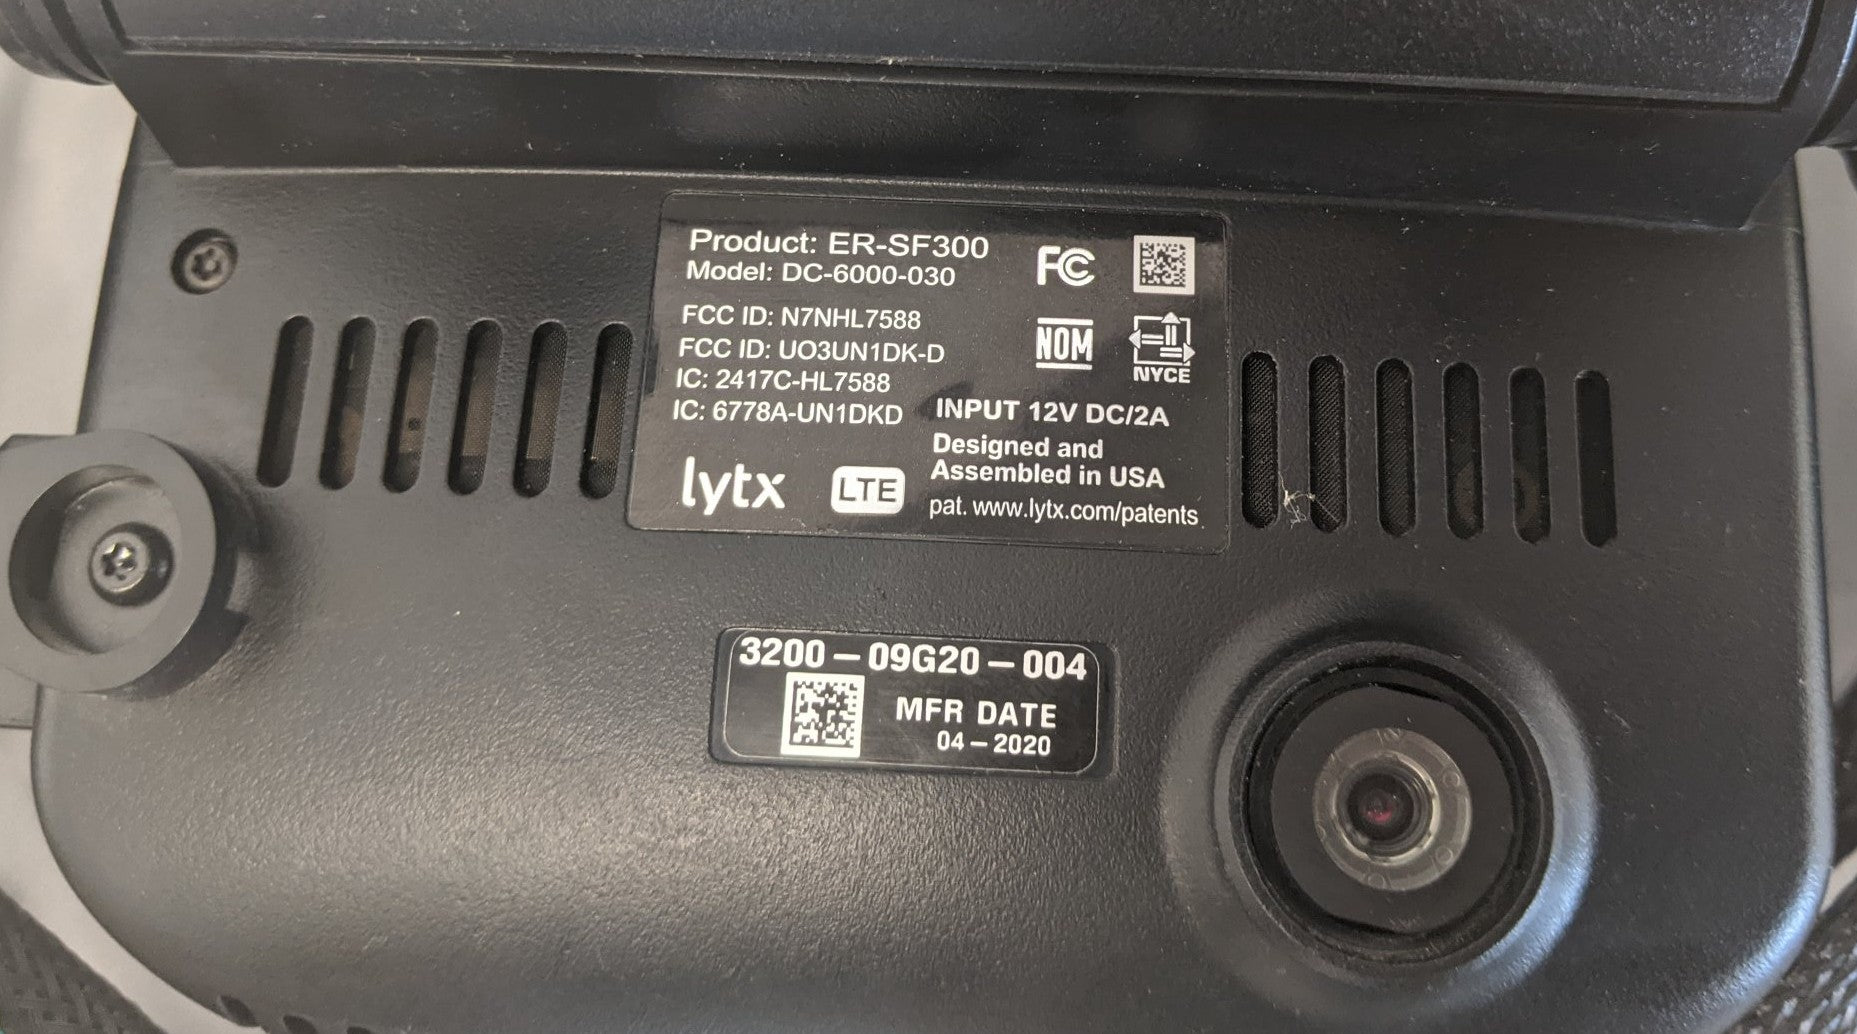 Product: ER-SF300
Model: DC-6000-030
FC
FCC ID: N7NHL7588
FCC ID: UO3UN1DK-D
IC: 2417C-HL7588
IC: 6778A-UN1DKD
NOM
NYCE
INPUT 12V DC/2A
Designed and
Assembled in USA
pat. www.lytx.com/patents
lytx
LTE
3200-09G20-004
MFR DATE
04-2020